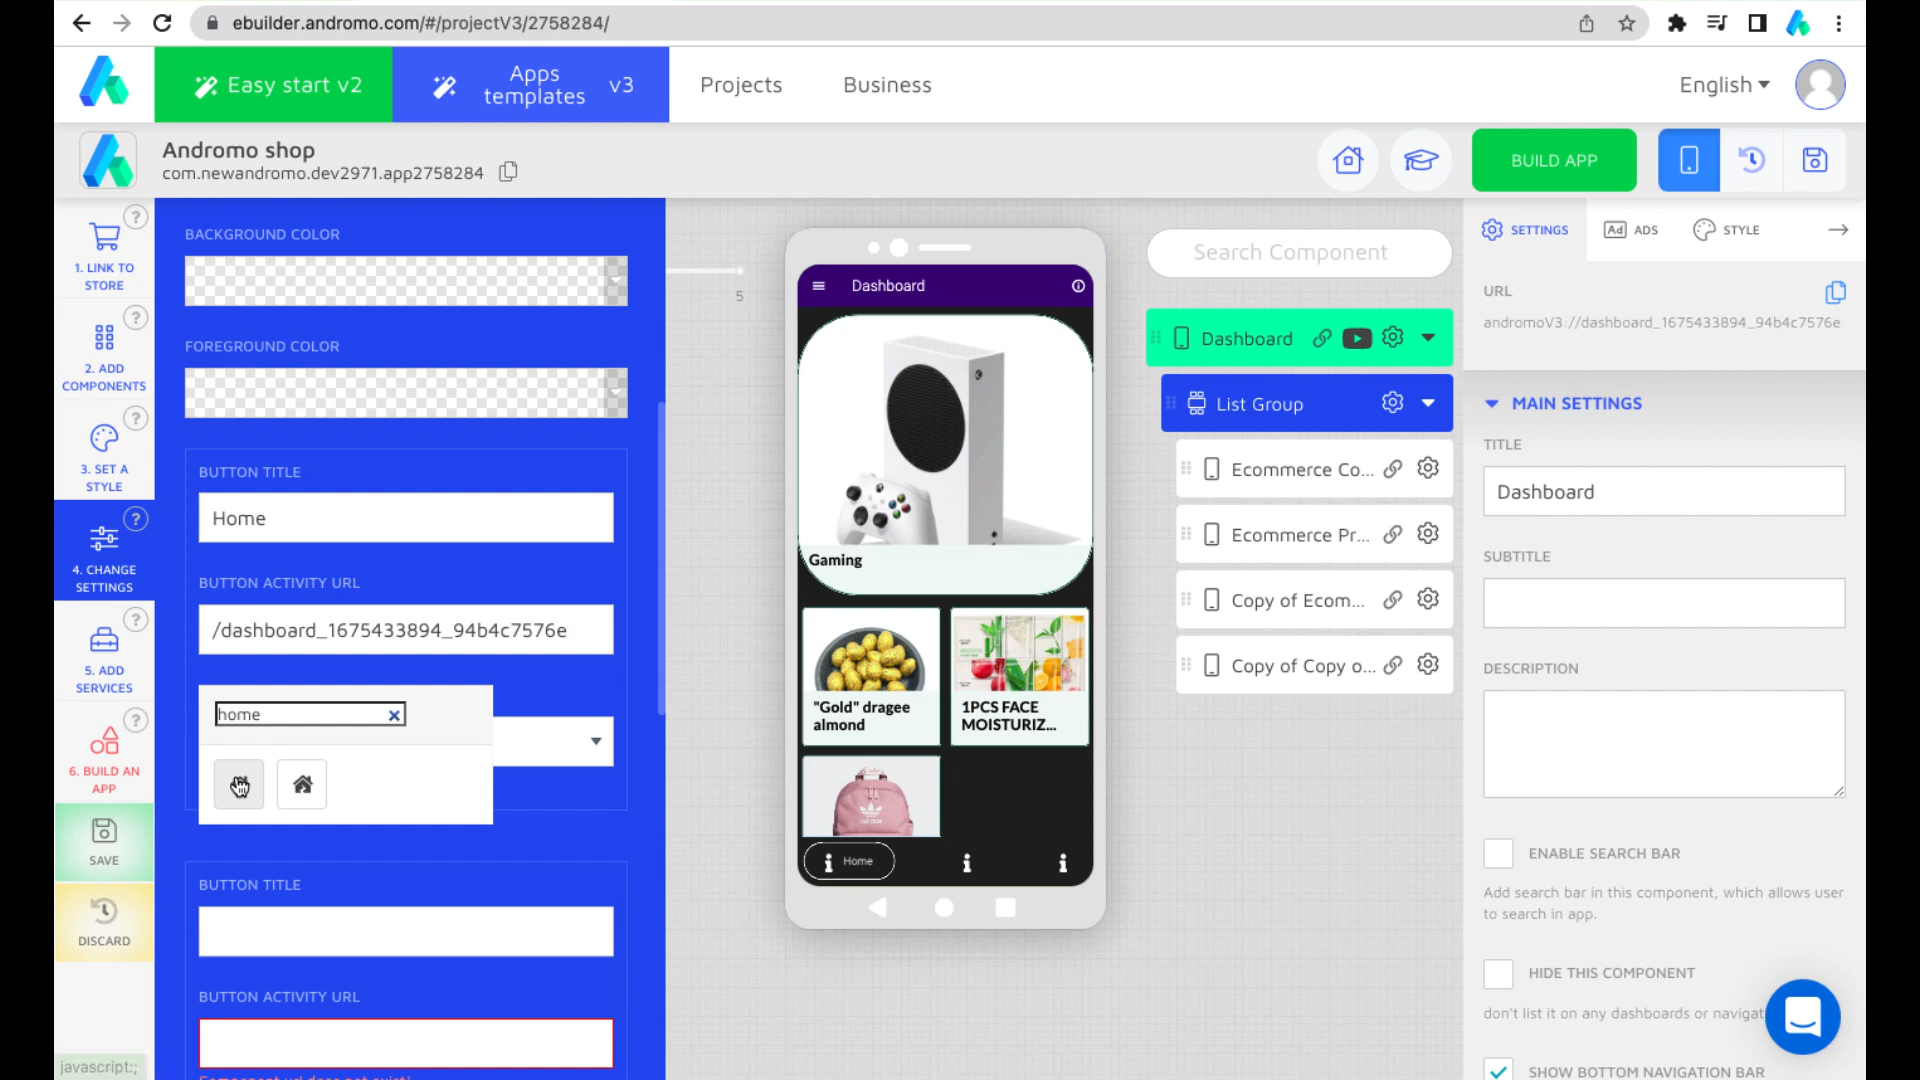 ebuilder.andromo.com/#/projectV3/2758284/
Easy start v2
Apps
templates
v3
Projects
Business
English
Andromo shop
com.newandromo.dev2971.app2758284
BUILD APP
1. LINK TO
STORE
2. ADD
COMPONENTS
3. SET A
STYLE
4. CHANGE
SETTINGS
5. ADD
SERVICES
6. BUILD AN
APP
SAVE
DISCARD
javascript:;
BACKGROUND COLOR
FOREGROUND COLOR
BUTTON TITLE
Home
BUTTON ACTIVITY URL
/dashboard_1675433894_94b4c7576e
home
BUTTON TITLE
BUTTON ACTIVITY URL
Component url does not exist!
5
Dashboard
Gaming
"Gold" dragee
almond
1PCS FACE
MOISTURIZ...
Home
Search Component
Dashboard
List Group
Ecommerce Co...
Ecommerce Pr...
Copy of Ecom...
Copy of Copy o...
SETTINGS
Ad ADS
STYLE
URL
andromoV3://dashboard_1675433894_94b4c7576e
MAIN SETTINGS
TITLE
Dashboard
SUBTITLE
DESCRIPTION
ENABLE SEARCH BAR
Add search bar in this component, which allows user
to search in app.
HIDE THIS COMPONENT
don't list it on any dashboards or navigat
SHOW BOTTOM NAVIGATION BAR